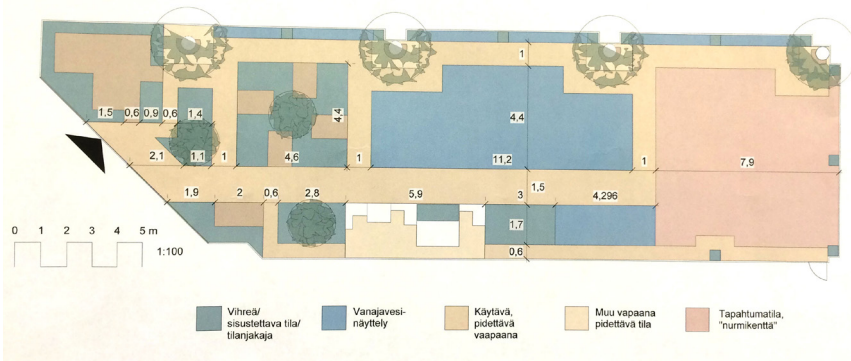 1
1,5
0,6
0,9
0,6
1,4
4,4
4,4
2,1
1,1
1
4,6
1
11,2
1
7,9
1,9
2
0,6
2,8
5,9
3
1,5
4,296
1,7
0,6
0 1 2 3 4 5 m
1:100
Vihreä/
sisustettava tila/
tilanjakaja
Vanajavesi-
näyttely
Käytävä,
pidettävä
vaapaana
Muu vapaana
pidettävä tila
Tapahtumatila,
"nurmikenttä"